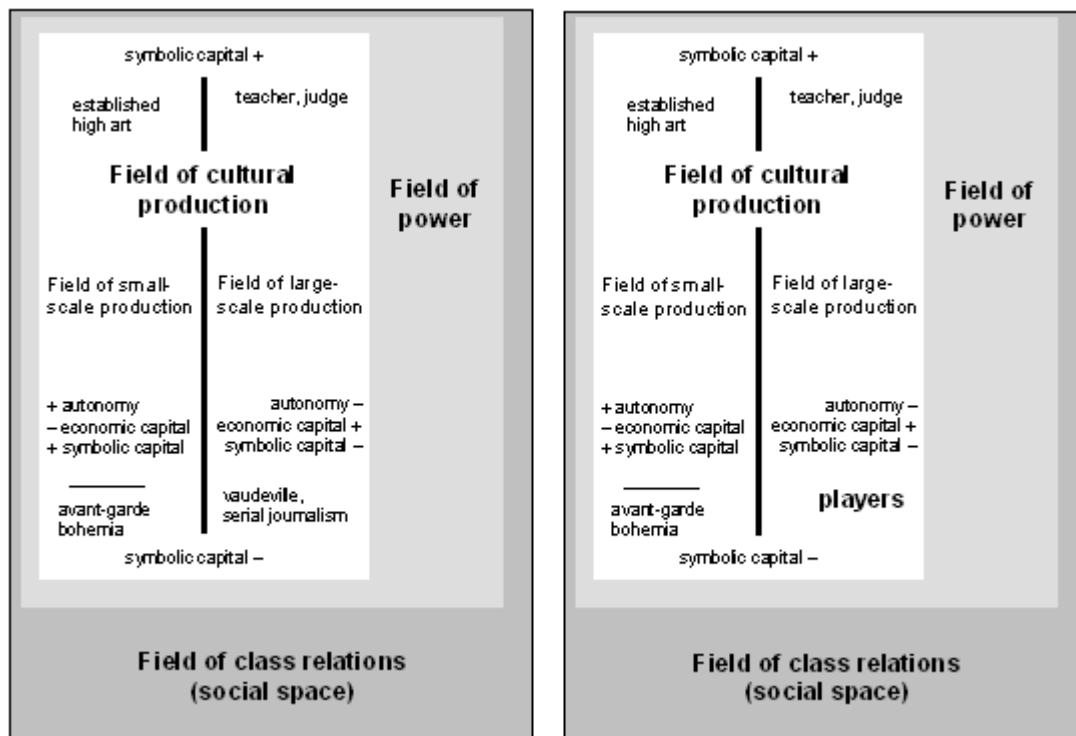 symbolic capital +
established
high art
teacher, judge
Field of cultural
production
Field of
power
Field of small-
scale production
Field of large-
scale production
+ autonomy
– economic capital
+ symbolic capital
autonomy –
economic capital +
symbolic capital –
avant-garde
bohemia
vaudeville,
serial journalism
symbolic capital –
Field of class relations
(social space)
symbolic capital +
established
high art
teacher, judge
Field of cultural
production
Field of
power
Field of small-
scale production
Field of large-
scale production
+ autonomy
– economic capital
+ symbolic capital
autonomy –
economic capital +
symbolic capital –
avant-garde
bohemia
players
symbolic capital –
Field of class relations
(social space)